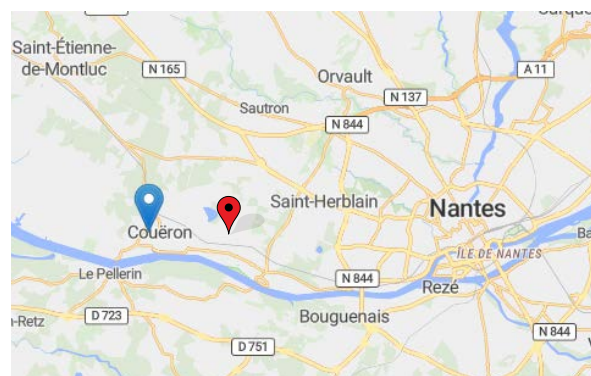 Saint-Étienne-
de-Montluc
N 165
Orvault
A 11
N 137
Sautron
N 844
Saint-Herblain
Nantes
Couëron
ÎLE DE NANTES
Le Pellerin
N 844
Rezé
D 723
Bouguenais
N 844
D 751